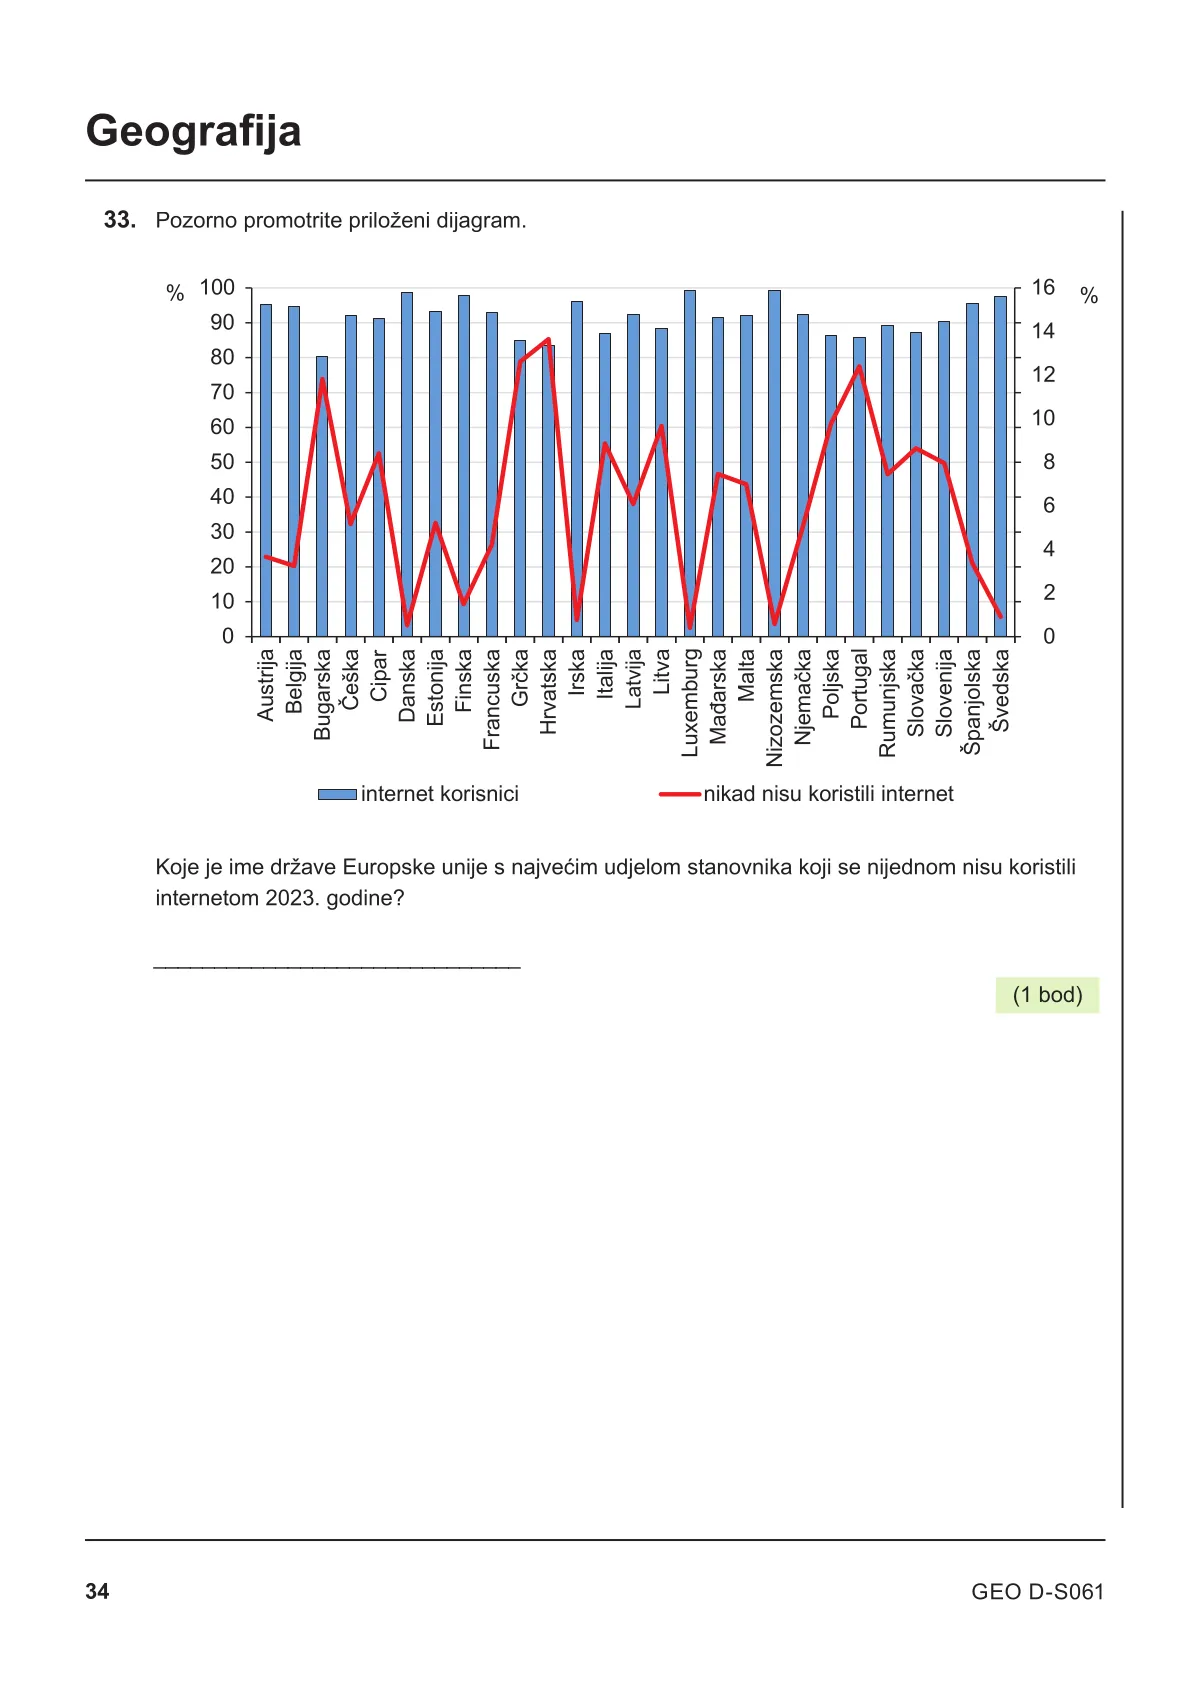 Geografija
33. Pozorno promotrite priloženi dijagram.
% 100 16 %
90 14
80 12
70 10
60 8
50 6
40 4
30 2
20 0
10
0
Austrija
Belgija
Bugarska
Češka
Cipar
Danska
Estonija
Finska
Francuska
Grčka
Hrvatska
Irska
Italija
Latvija
Litva
Luxemburg
Mađarska
Malta
Nizozemska
Njemačka
Poljska
Portugal
Rumunjska
Slovačka
Slovenija
Španjolska
Švedska
internet korisnici nikad nisu koristili internet
Koje je ime države Europske unije s najvećim udjelom stanovnika koji se nijednom nisu koristili
internetom 2023. godine?
(1 bod)
34 GEO D-S061